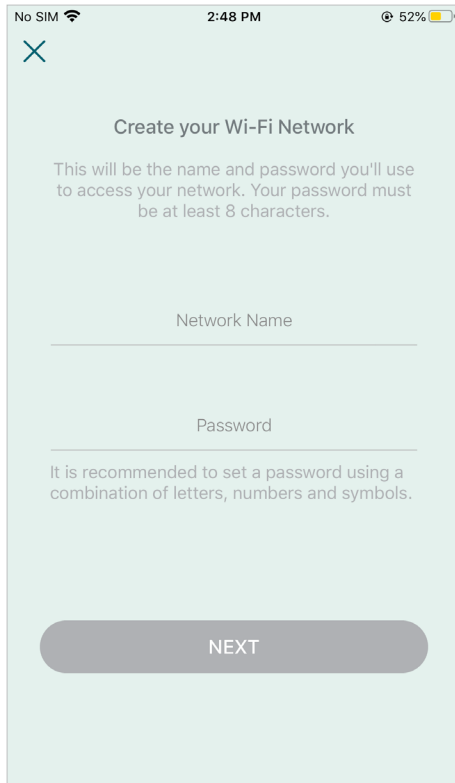 No SIM 2:48 PM 52%
Create your Wi-Fi Network
This will be the name and password you'll use
to access your network. Your password must
be at least 8 characters.
Network Name
Password
It is recommended to set a password using a
combination of letters, numbers and symbols.
NEXT